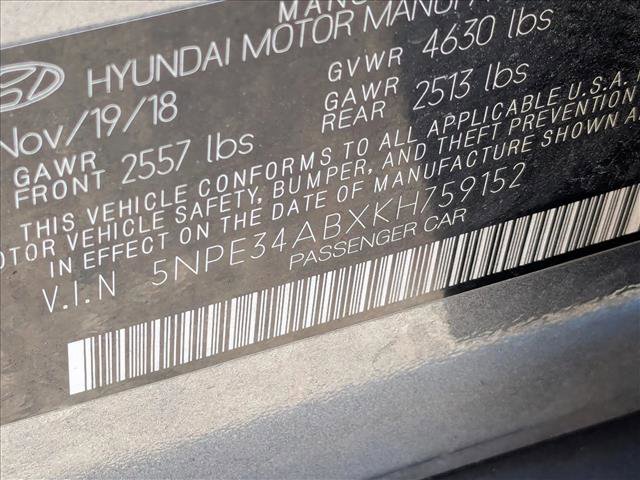 MANU
HYUNDAI MOTOR MANUF
Nov/19/18
GVWR 4630 lbs
GAWR FRONT 2557 lbs
GAWR REAR 2513 lbs
THIS VEHICLE CONFORMS TO ALL APPLICABLE U.S.A.
MOTOR VEHICLE SAFETY, BUMPER, AND THEFT PREVENTION
IN EFFECT ON THE DATE OF MANUFACTURE SHOWN A
V.I.N 5NPE34ABXKH759152
PASSENGER CAR